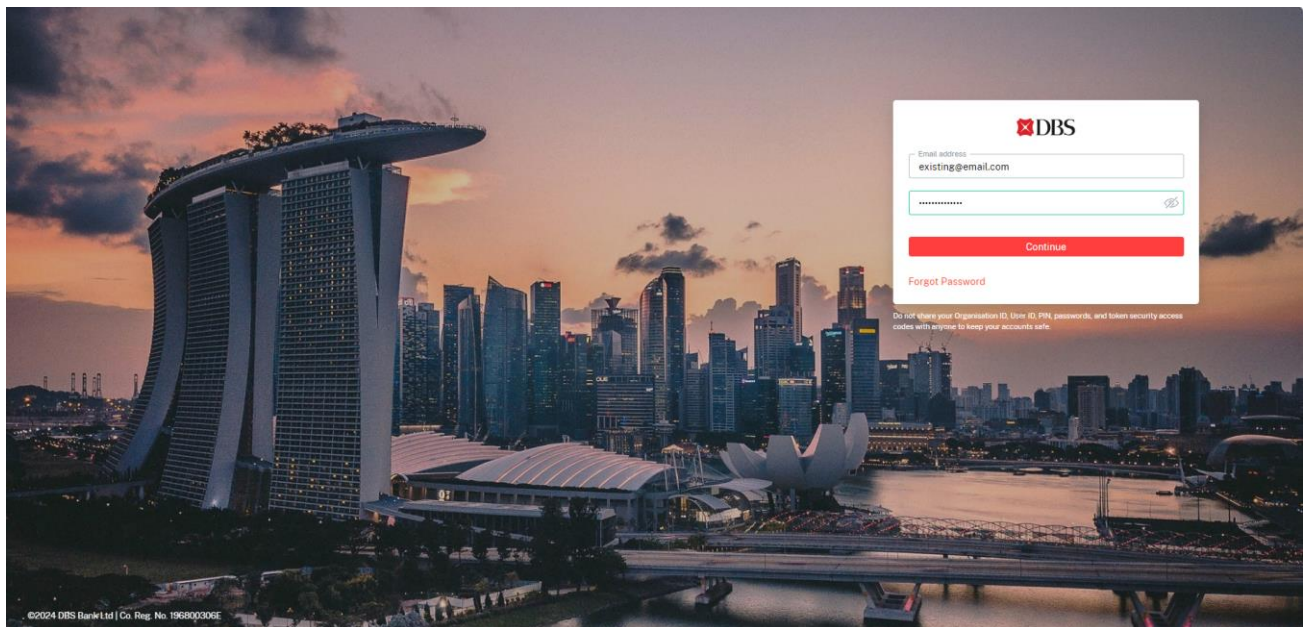 DBS
Email address
existing@email.com
••••••••••••••
Continue
Forgot Password
Do not share your Organisation ID, User ID, PIN, passwords, and token security access
codes with anyone to keep your accounts safe.
©2024 DBS Bank Ltd | Co. Reg. No. 196800306E